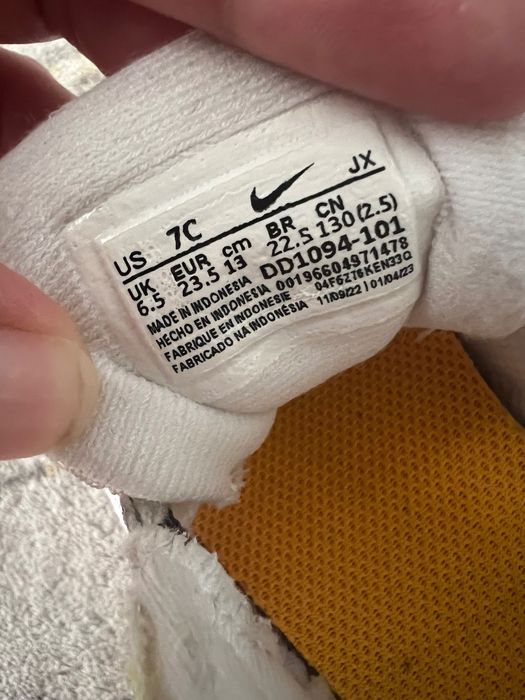 JX
US 7C
UK EUR cm BR CN
6.5 23.5 13 22.5 130 (2.5)
MADE IN INDONESIA DD1094-101
HECHO EN INDONESIA 00196604971478
FABRIQUE EN INDONESIE 04F6Z76KEN33Q
FABRICADO NA INDONÉSIA 11/09/22 | 01/04/23